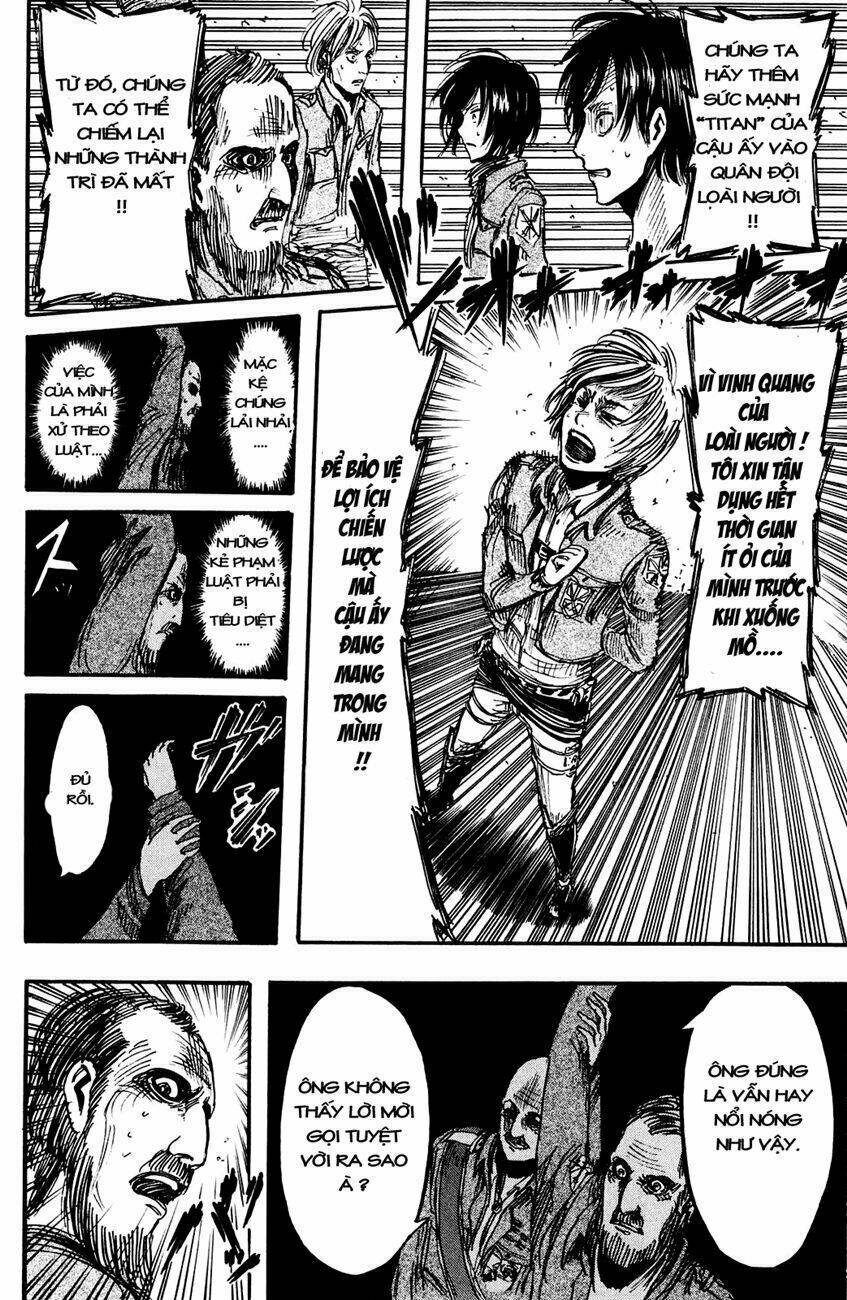 CHÚNG TA
HÃY THÊM
SỨC MẠNH
“TITAN” CỦA
CẬU ẤY VÀO
QUÂN ĐỘI
LOÀI NGƯỜI
!!
TỪ ĐÓ, CHÚNG
TA CÓ THỂ
CHIẾM LẠI
NHỮNG THÀNH
TRÌ ĐÃ MẤT
!!
VÌ VINH QUANG
CỦA
LOÀI NGƯỜI !
TÔI XIN TẬN
DỤNG HẾT
THỜI GIAN
ÍT ỎI CỦA
MÌNH TRƯỚC
KHI XUỐNG
MỒ....
ĐỂ BẢO VỆ
LỢI ÍCH
CHIẾN
LƯỢC
MÀ
CẬU ẤY
ĐANG
MANG
TRONG
MÌNH
!!
MẶC
KỆ
CHÚNG
LẢI NHẢI
....
VIỆC
CỦA MÌNH
LÀ PHẢI
XỬ THEO
LUẬT...
NHỮNG
KẺ PHẠM
LUẬT PHẢI
BỊ
TIÊU DIỆT
....
ス
ガシッ
ĐỦ
RỒI.
ÔNG ĐÚNG
LÀ VẪN HAY
NỔI NÓNG
NHƯ VẬY.
ÔNG KHÔNG
THẤY LỜI MỜI
GỌI TUYỆT
VỜI RA SAO
À ?